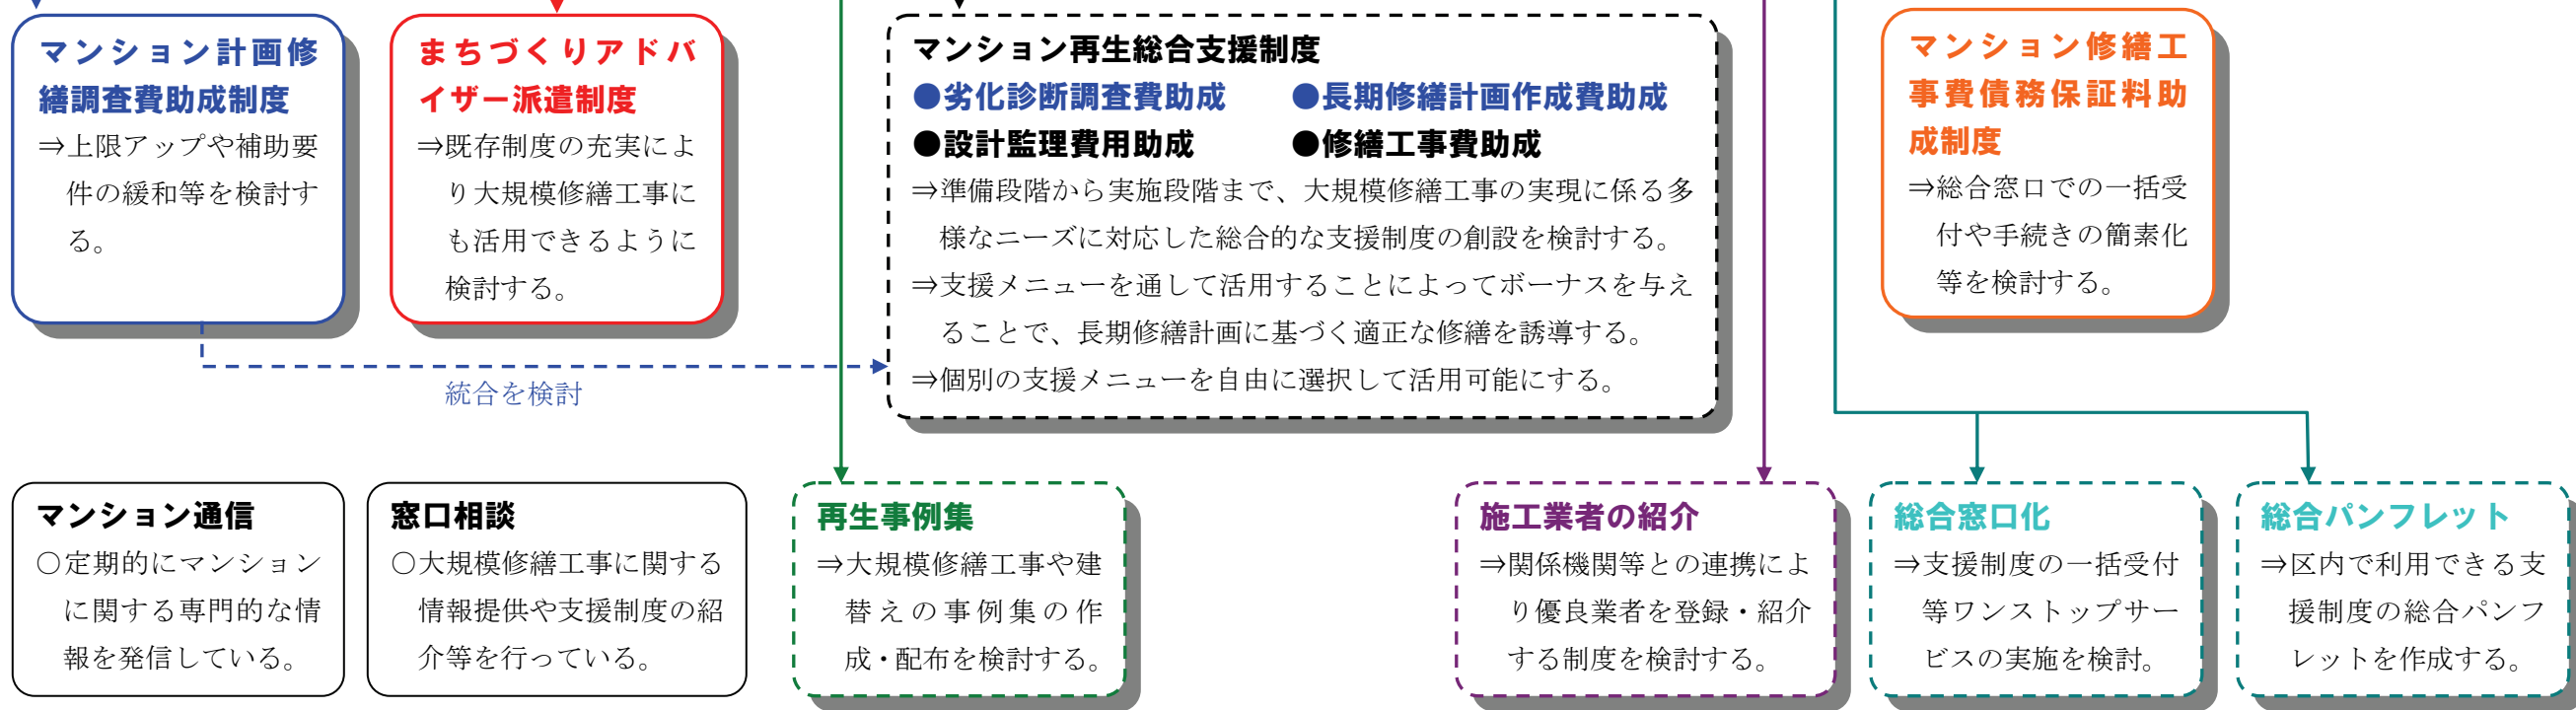 マンション計画修
繕調査費助成制度
⇒上限アップや補助要
件の緩和等を検討す
る。
まちづくりアドバ
イザー派遣制度
⇒既存制度の充実によ
り大規模修繕工事に
も活用できるように
検討する。
マンション再生総合支援制度
●劣化診断調査費助成 ●長期修繕計画作成費助成
●設計監理費用助成 ●修繕工事費助成
⇒準備段階から実施段階まで、大規模修繕工事の実現に係る多
様なニーズに対応した総合的な支援制度の創設を検討する。
⇒支援メニューを通して活用することによってボーナスを与え
ることで、長期修繕計画に基づく適正な修繕を誘導する。
⇒個別の支援メニューを自由に選択して活用可能にする。
マンション修繕工
事費債務保証料助
成制度
⇒総合窓口での一括受
付や手続きの簡素化
等を検討する。
統合を検討
マンション通信
○定期的にマンション
に関する専門的な情
報を発信している。
窓口相談
○大規模修繕工事に関する
情報提供や支援制度の紹
介等を行っている。
再生事例集
⇒大規模修繕工事や建
替えの事例集の作
成・配布を検討する。
施工業者の紹介
⇒関係機関等との連携によ
り優良業者を登録・紹介
する制度を検討する。
総合窓口化
⇒支援制度の一括受付
等ワンストップサー
ビスの実施を検討。
総合パンフレット
⇒区内で利用できる支
援制度の総合パンフ
レットを作成する。